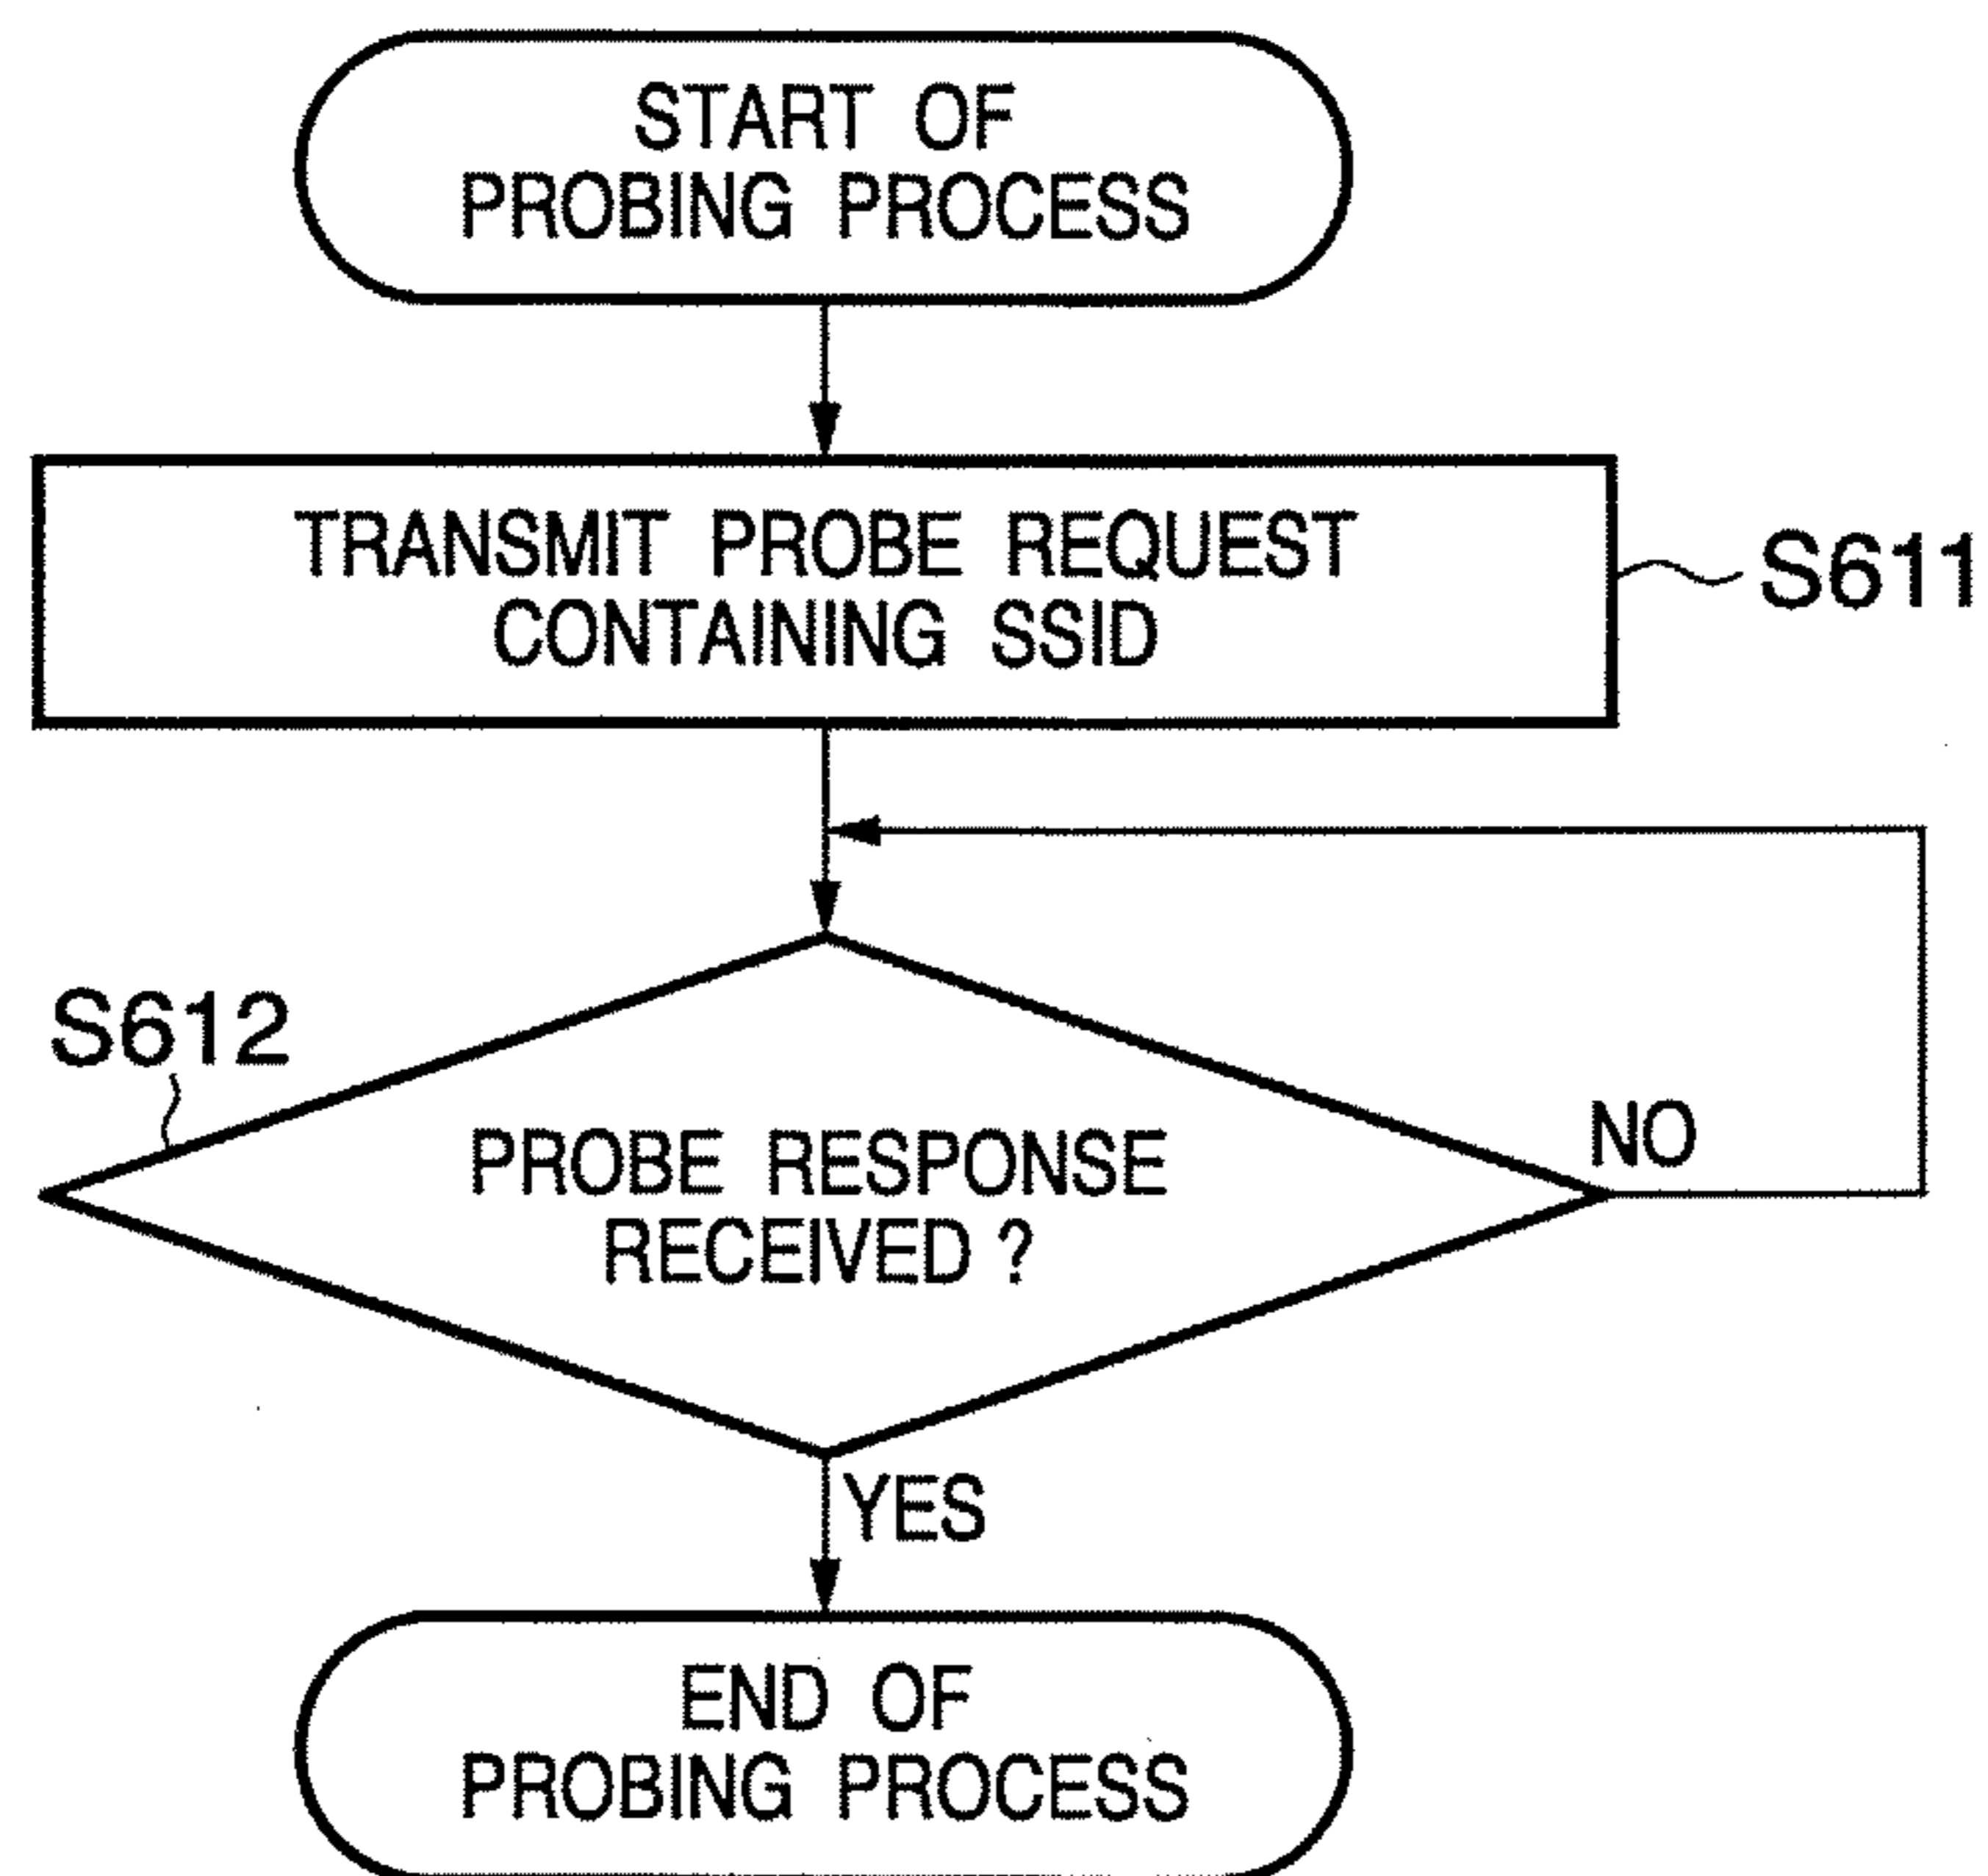 START OF
PROBING PROCESS
TRANSMIT PROBE REQUEST
CONTAINING SSID
S611
S612
PROBE RESPONSE
RECEIVED ?
NO
YES
END OF
PROBING PROCESS